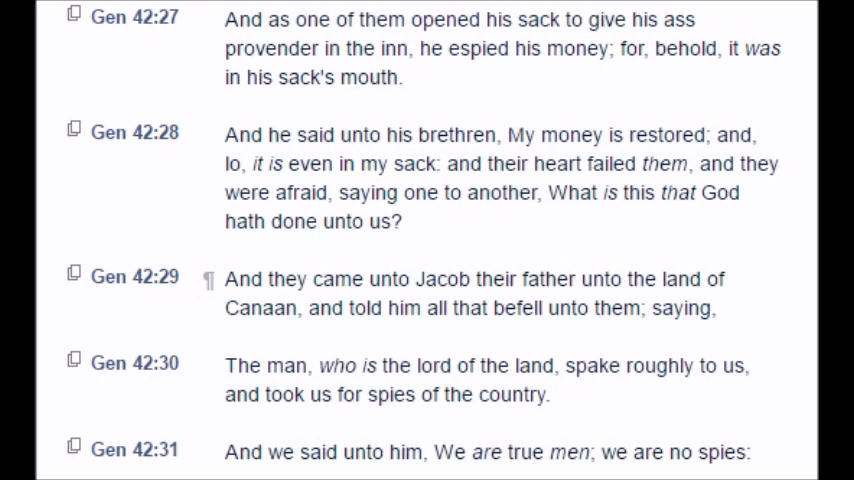 Gen 42:27 And as one of them opened his sack to give his ass
provender in the inn, he espied his money; for, behold, it was
in his sack's mouth.
Gen 42:28 And he said unto his brethren, My money is restored; and,
lo, it is even in my sack: and their heart failed them, and they
were afraid, saying one to another, What is this that God
hath done unto us?
Gen 42:29 ¶ And they came unto Jacob their father unto the land of
Canaan, and told him all that befell unto them; saying,
Gen 42:30 The man, who is the lord of the land, spake roughly to us,
and took us for spies of the country.
Gen 42:31 And we said unto him, We are true men; we are no spies: